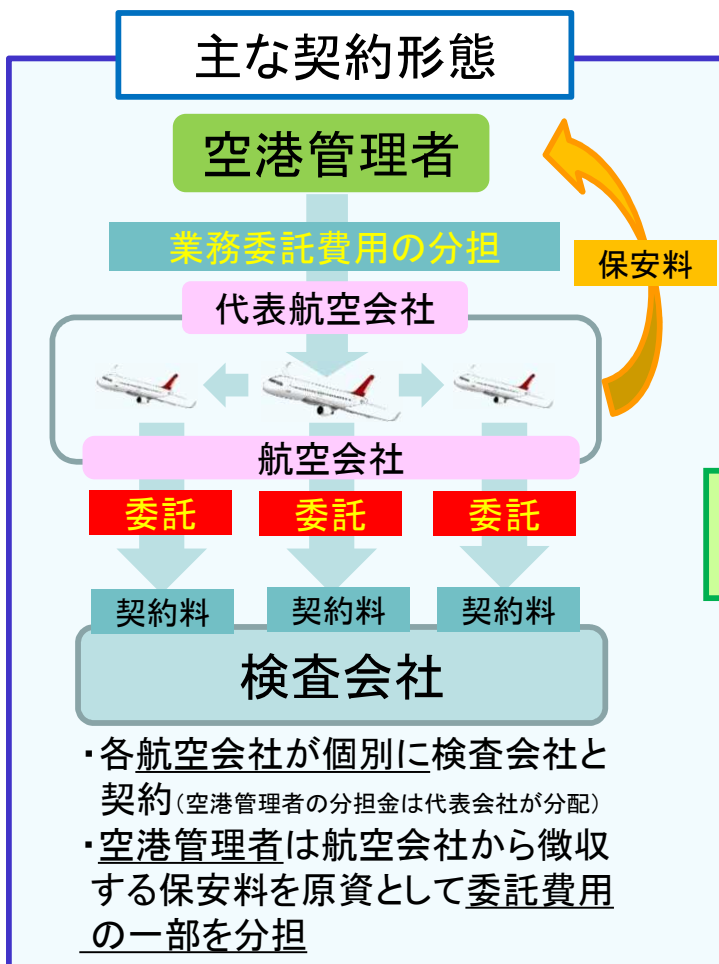 主な契約形態
空港管理者
業務委託費用の分担
保安料
代表航空会社
航空会社
委託 委託 委託
契約料 契約料 契約料
検査会社
・各航空会社が個別に検査会社と
契約(空港管理者の分担金は代表会社が分配)
・空港管理者は航空会社から徴収
する保安料を原資として委託費用
の一部を分担